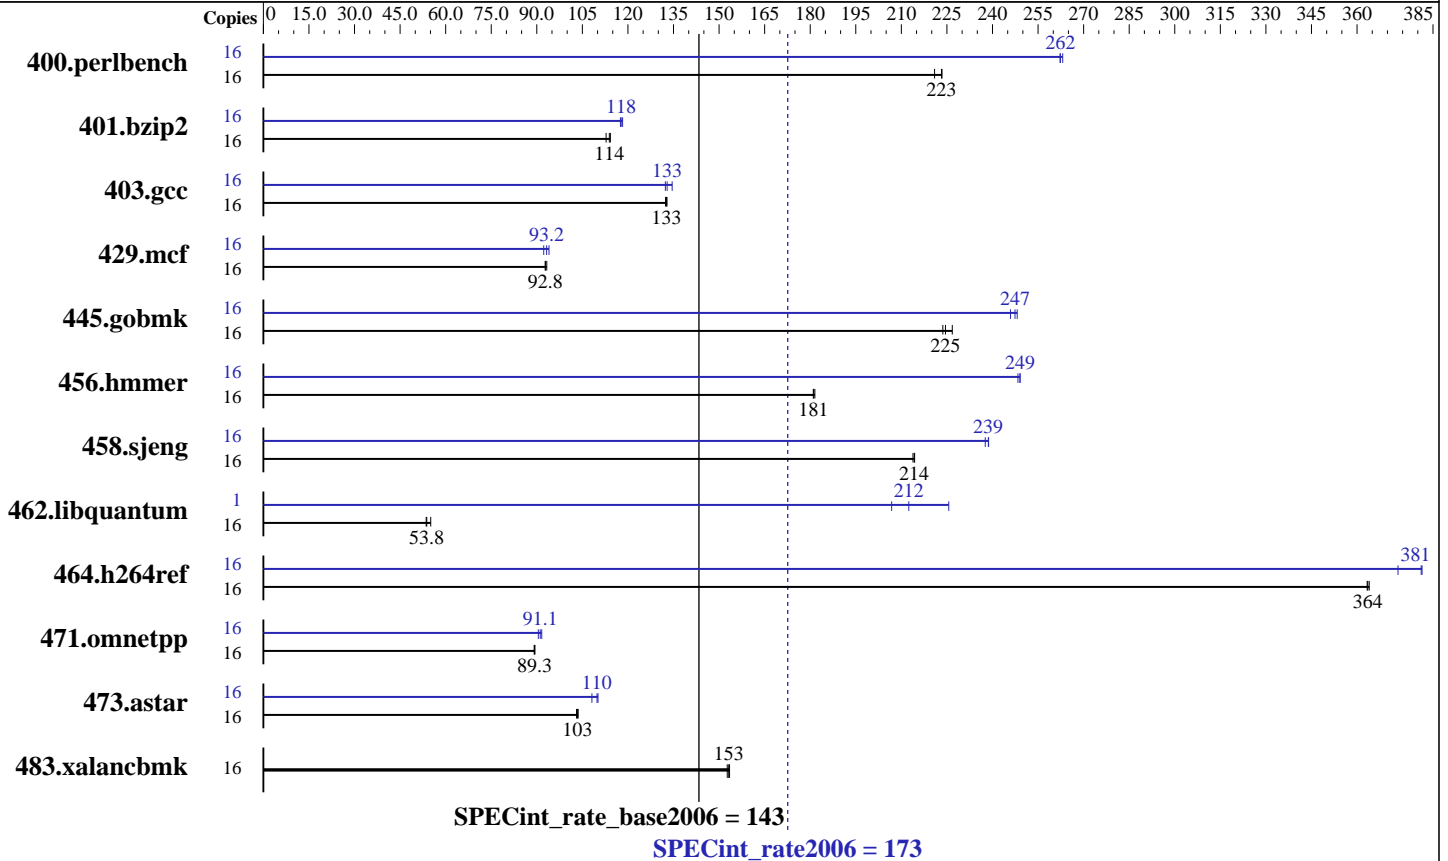 Copies 0 15.0 30.0 45.0 60.0 75.0 90.0 105 120 135 150 165 180 195 210 225 240 255 270 285 300 315 330 345 360 385
400.perlbench 16 262
16 223
401.bzip2 16 118
16 114
403.gcc 16 133
16 133
429.mcf 16 93.2
16 92.8
445.gobmk 16 247
16 225
456.hmmer 16 249
16 181
458.sjeng 16 239
16 214
462.libquantum 1 212
16 53.8
464.h264ref 16 381
16 364
471.omnetpp 16 91.1
16 89.3
473.astar 16 110
16 103
483.xalancbmk 16 153
SPECint_rate_base2006 = 143
SPECint_rate2006 = 173